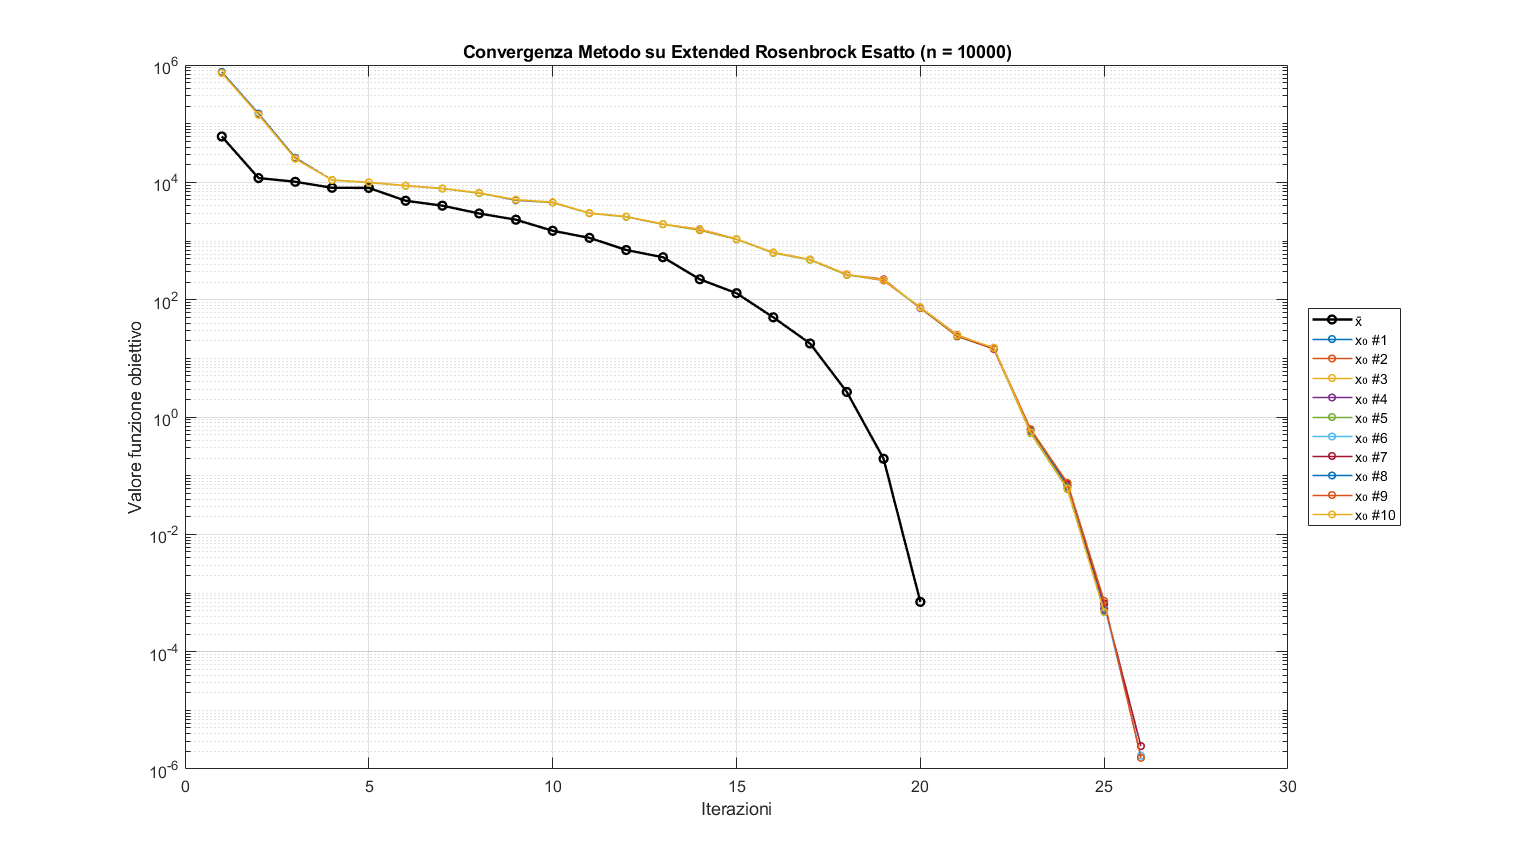 Convergenza Metodo su Extended Rosenbrock Esatto (n = 10000)
10^6
10^4
10^2
10^0
10^-2
10^-4
10^-6
Valore funzione obiettivo
0 5 10 15 20 25 30
Iterazioni
x̄
x₀ #1
x₀ #2
x₀ #3
x₀ #4
x₀ #5
x₀ #6
x₀ #7
x₀ #8
x₀ #9
x₀ #10